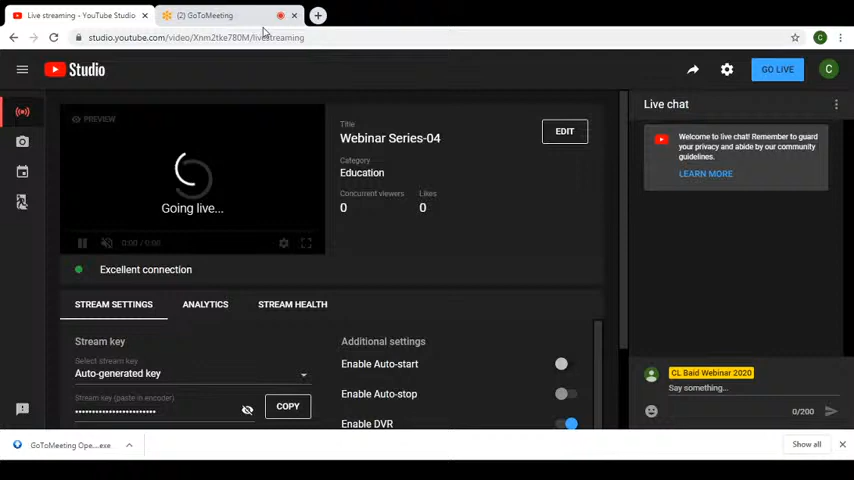 Live streaming - YouTube Studio
(2) GoToMeeting
studio.youtube.com/video/Xnm2tke780M/livestreaming
C
Studio
GO LIVE
C
PREVIEW
Going live...
0:00 / 0:00
Title
Webinar Series-04
EDIT
Category
Education
Concurrent viewers
Likes
0
0
Excellent connection
STREAM SETTINGS
ANALYTICS
STREAM HEALTH
Stream key
Select stream key
Auto-generated key
Stream key (paste in encoder)
COPY
Additional settings
Enable Auto-start
Enable Auto-stop
Enable DVR
Live chat
Welcome to live chat! Remember to guard
your privacy and abide by our community
guidelines.
LEARN MORE
CL Baid Webinar 2020
Say something...
0/200
GoToMeeting Ope....exe
Show all